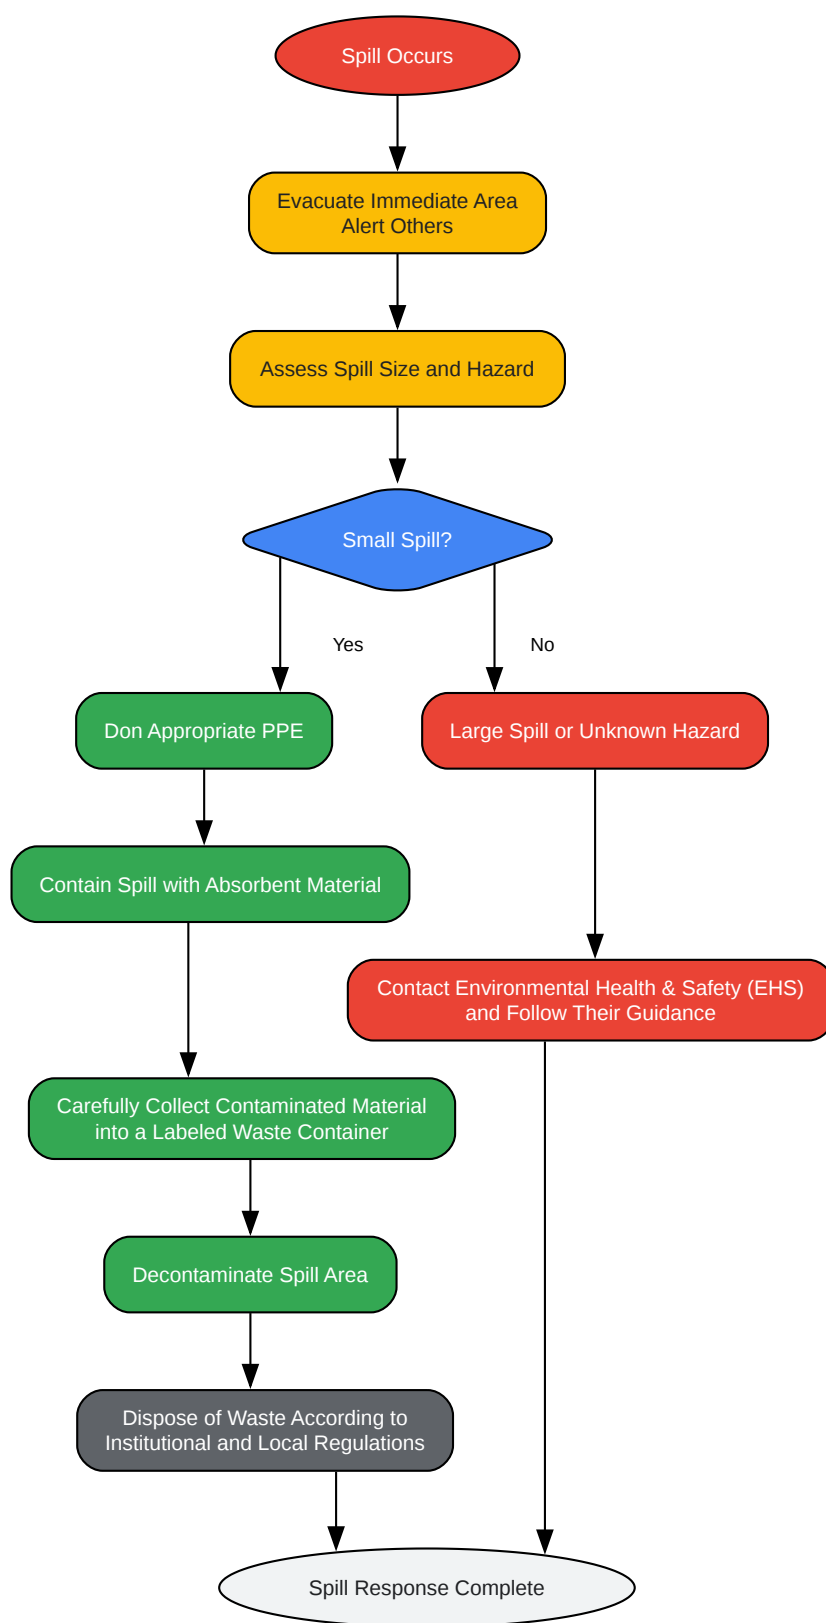 Spill Occurs
Evacuate Immediate Area
Alert Others
Assess Spill Size and Hazard
Small Spill?
Yes
No
Don Appropriate PPE
Large Spill or Unknown Hazard
Contain Spill with Absorbent Material
Contact Environmental Health & Safety (EHS)
and Follow Their Guidance
Carefully Collect Contaminated Material
into a Labeled Waste Container
Decontaminate Spill Area
Dispose of Waste According to
Institutional and Local Regulations
Spill Response Complete